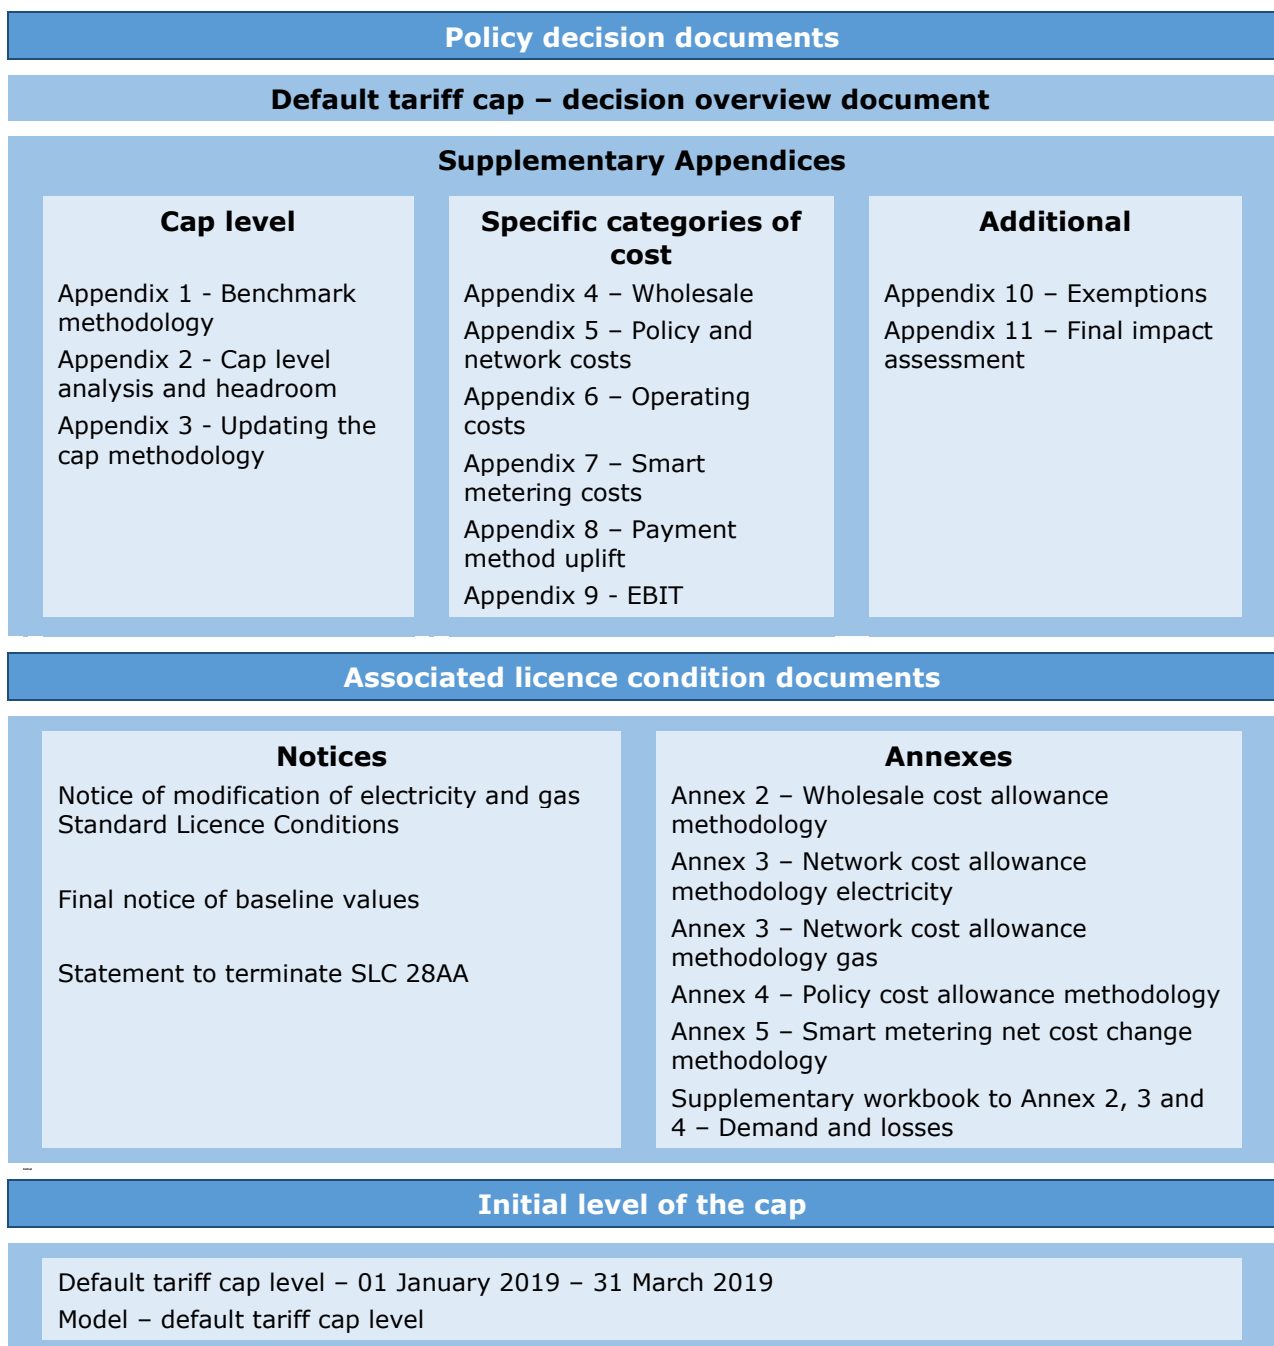 Policy decision documents
Default tariff cap – decision overview document
Supplementary Appendices
Cap level
Appendix 1 - Benchmark
methodology
Appendix 2 - Cap level
analysis and headroom
Appendix 3 - Updating the
cap methodology
Specific categories of
cost
Appendix 4 – Wholesale
Appendix 5 – Policy and
network costs
Appendix 6 – Operating
costs
Appendix 7 – Smart
metering costs
Appendix 8 – Payment
method uplift
Appendix 9 - EBIT
Additional
Appendix 10 – Exemptions
Appendix 11 – Final impact
assessment
Associated licence condition documents
Notices
Notice of modification of electricity and gas
Standard Licence Conditions
Final notice of baseline values
Statement to terminate SLC 28AA
Annexes
Annex 2 – Wholesale cost allowance
methodology
Annex 3 – Network cost allowance
methodology electricity
Annex 3 – Network cost allowance
methodology gas
Annex 4 – Policy cost allowance methodology
Annex 5 – Smart metering net cost change
methodology
Supplementary workbook to Annex 2, 3 and
4 – Demand and losses
Initial level of the cap
Default tariff cap level – 01 January 2019 – 31 March 2019
Model – default tariff cap level